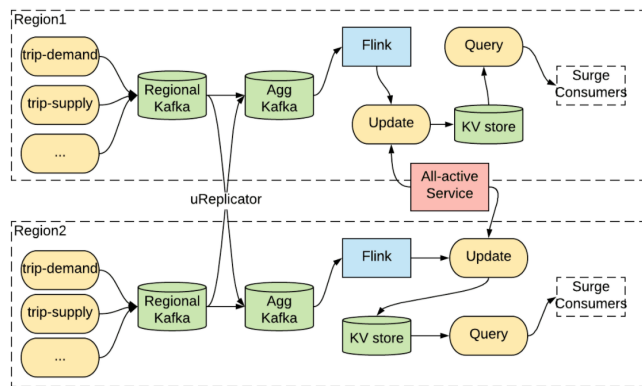 Region1
trip-demand
trip-supply
...
Regional
Kafka
Agg
Kafka
Flink
Update
Query
KV store
Surge
Consumers
All-active
Service
uReplicator
Region2
trip-demand
trip-supply
...
Regional
Kafka
Agg
Kafka
Flink
Update
KV store
Query
Surge
Consumers